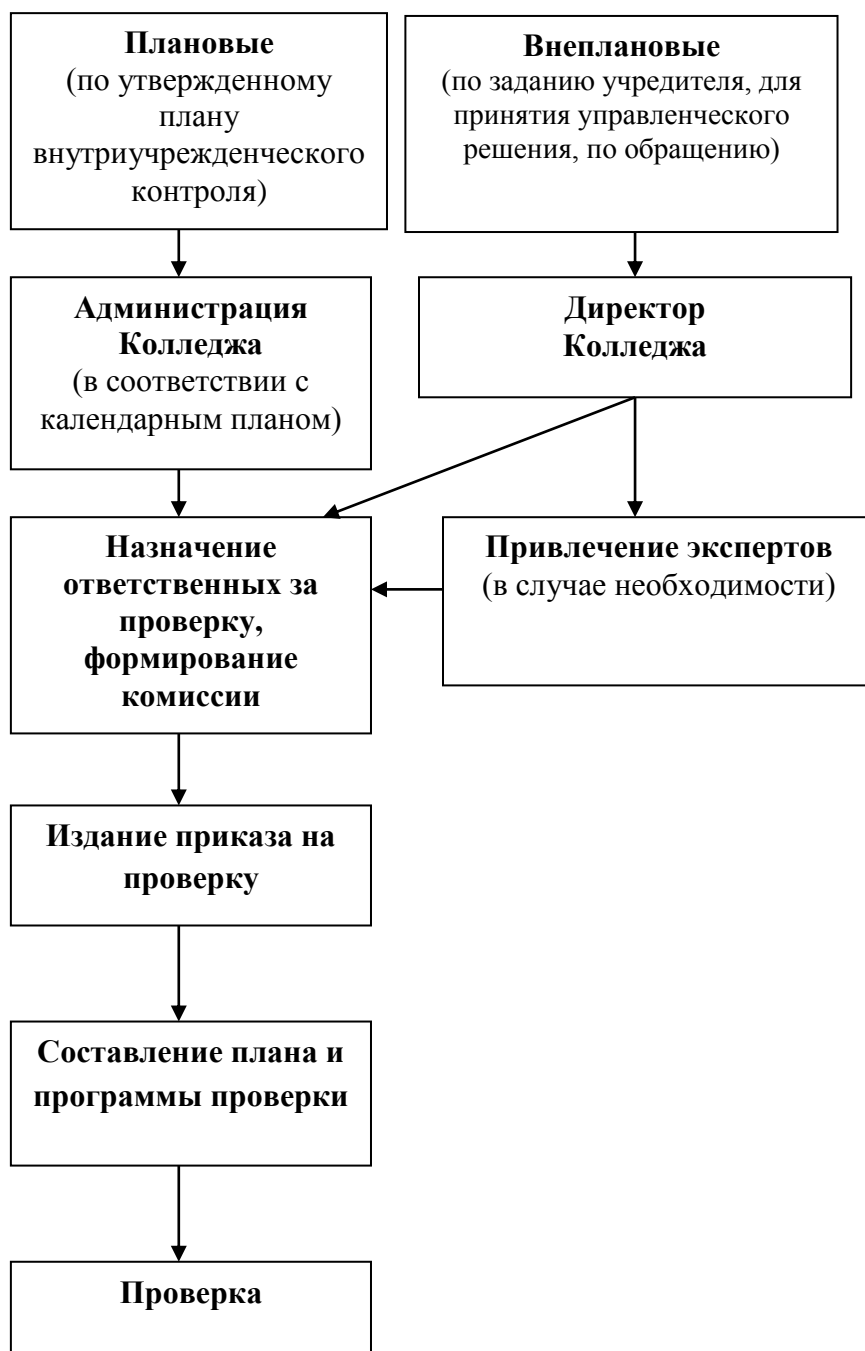 Плановые
(по утвержденному
плану
внутриучрежденческого
контроля)
Внеплановые
(по заданию учредителя, для
принятия управленческого
решения, по обращению)
Администрация
Колледжа
(в соответствии с
календарным планом)
Директор
Колледжа
Назначение
ответственных за
проверку,
формирование
комиссии
Привлечение экспертов
(в случае необходимости)
Издание приказа на
проверку
Составление плана и
программы проверки
Проверка